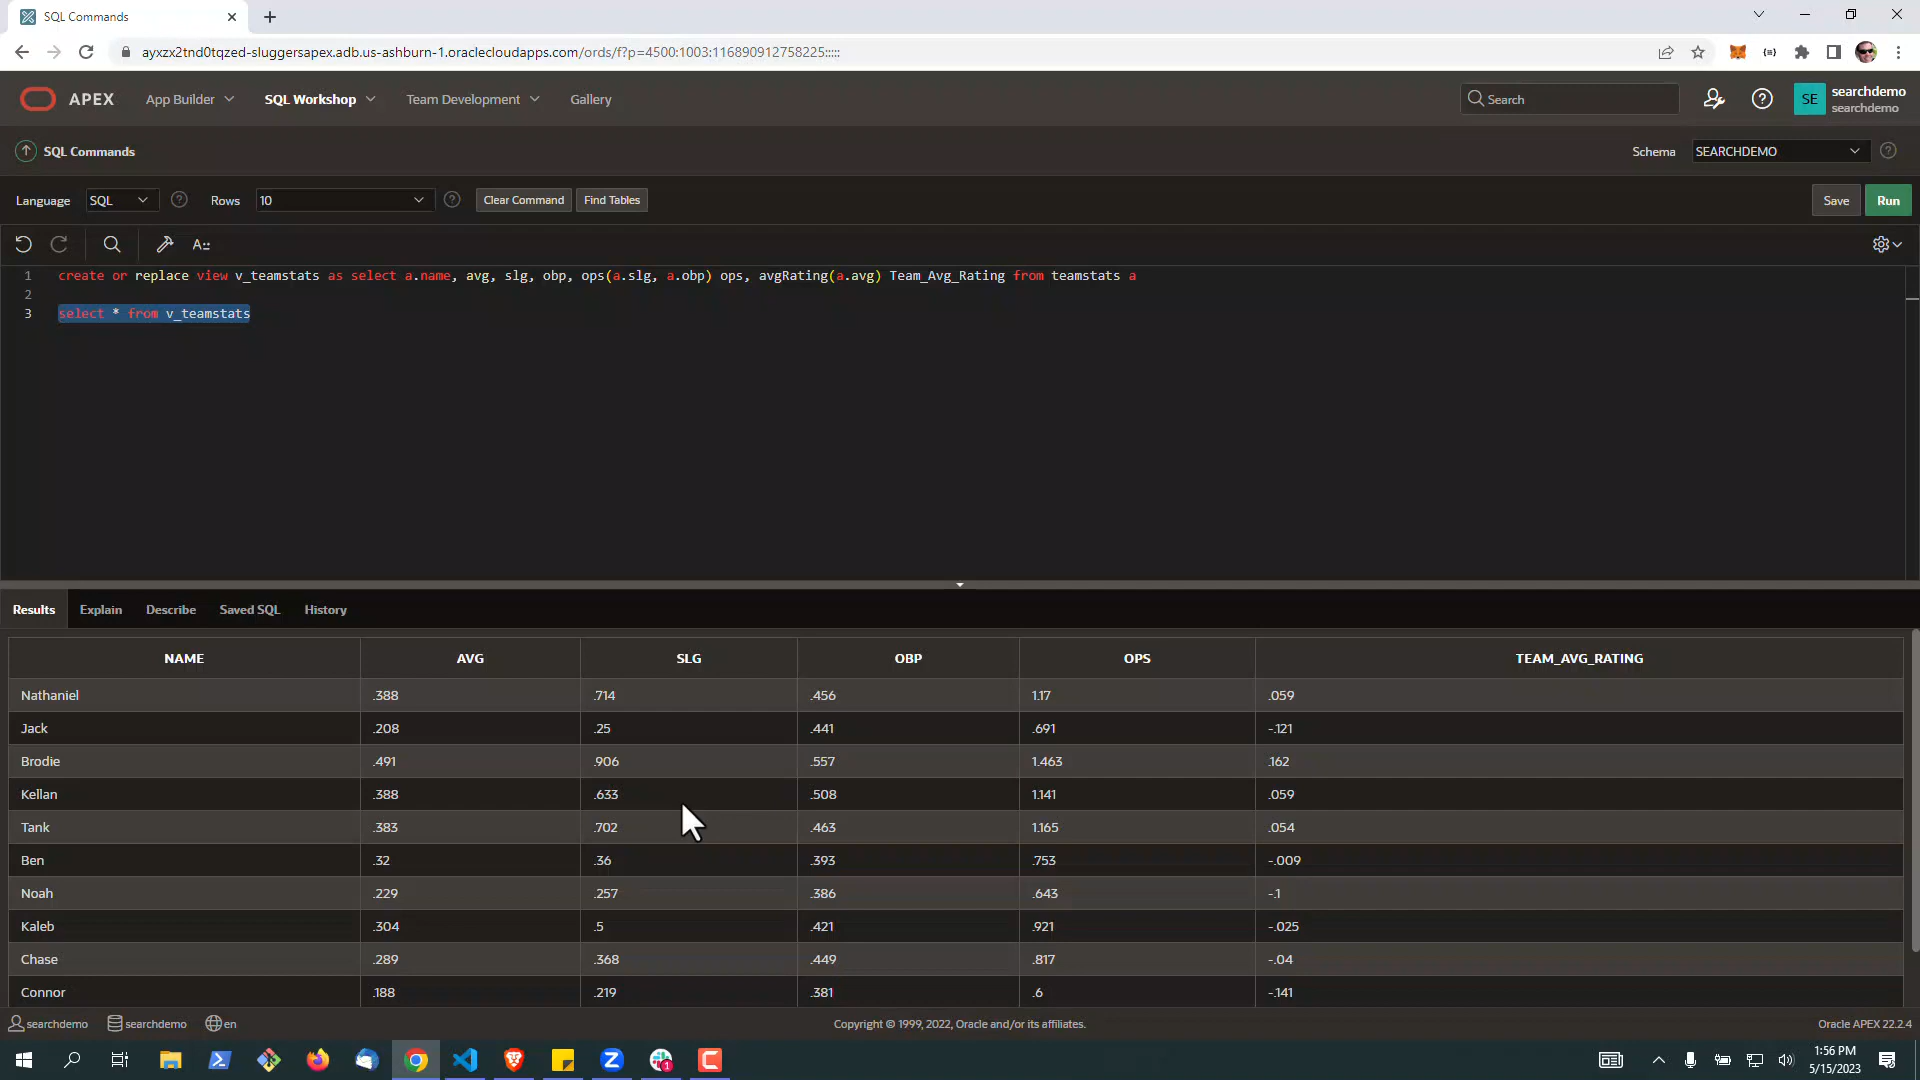 SQL Commands
ayxzx2tnd0tqzed-sluggersapex.adb.us-ashburn-1.oraclecloudapps.com/ords/f?p=4500:1003:116890912758225:::::
APEX App Builder SQL Workshop Team Development Gallery Search SE searchdemo
searchdemo
SQL Commands Schema SEARCHDEMO
Language SQL Rows 10 Clear Command Find Tables Save Run
1 create or replace view v_teamstats as select a.name, avg, slg, obp, ops(a.slg, a.obp) ops, avgRating(a.avg) Team_Avg_Rating from teamstats a
2
3 select * from v_teamstats
Results Explain Describe Saved SQL History
NAME AVG SLG OBP OPS TEAM_AVG_RATING
Nathaniel .388 .714 .456 1.17 .059
Jack .208 .25 .441 .691 -.121
Brodie .491 .906 .557 1.463 .162
Kellan .388 .633 .508 1.141 .059
Tank .383 .702 .463 1.165 .054
Ben .32 .36 .393 .753 -.009
Noah .229 .257 .386 .643 -.1
Kaleb .304 .5 .421 .921 -.025
Chase .289 .368 .449 .817 -.04
Connor .188 .219 .381 .6 -.141
searchdemo searchdemo en Copyright © 1999, 2022, Oracle and/or its affiliates. Oracle APEX 22.2.4
1:56 PM
5/15/2023